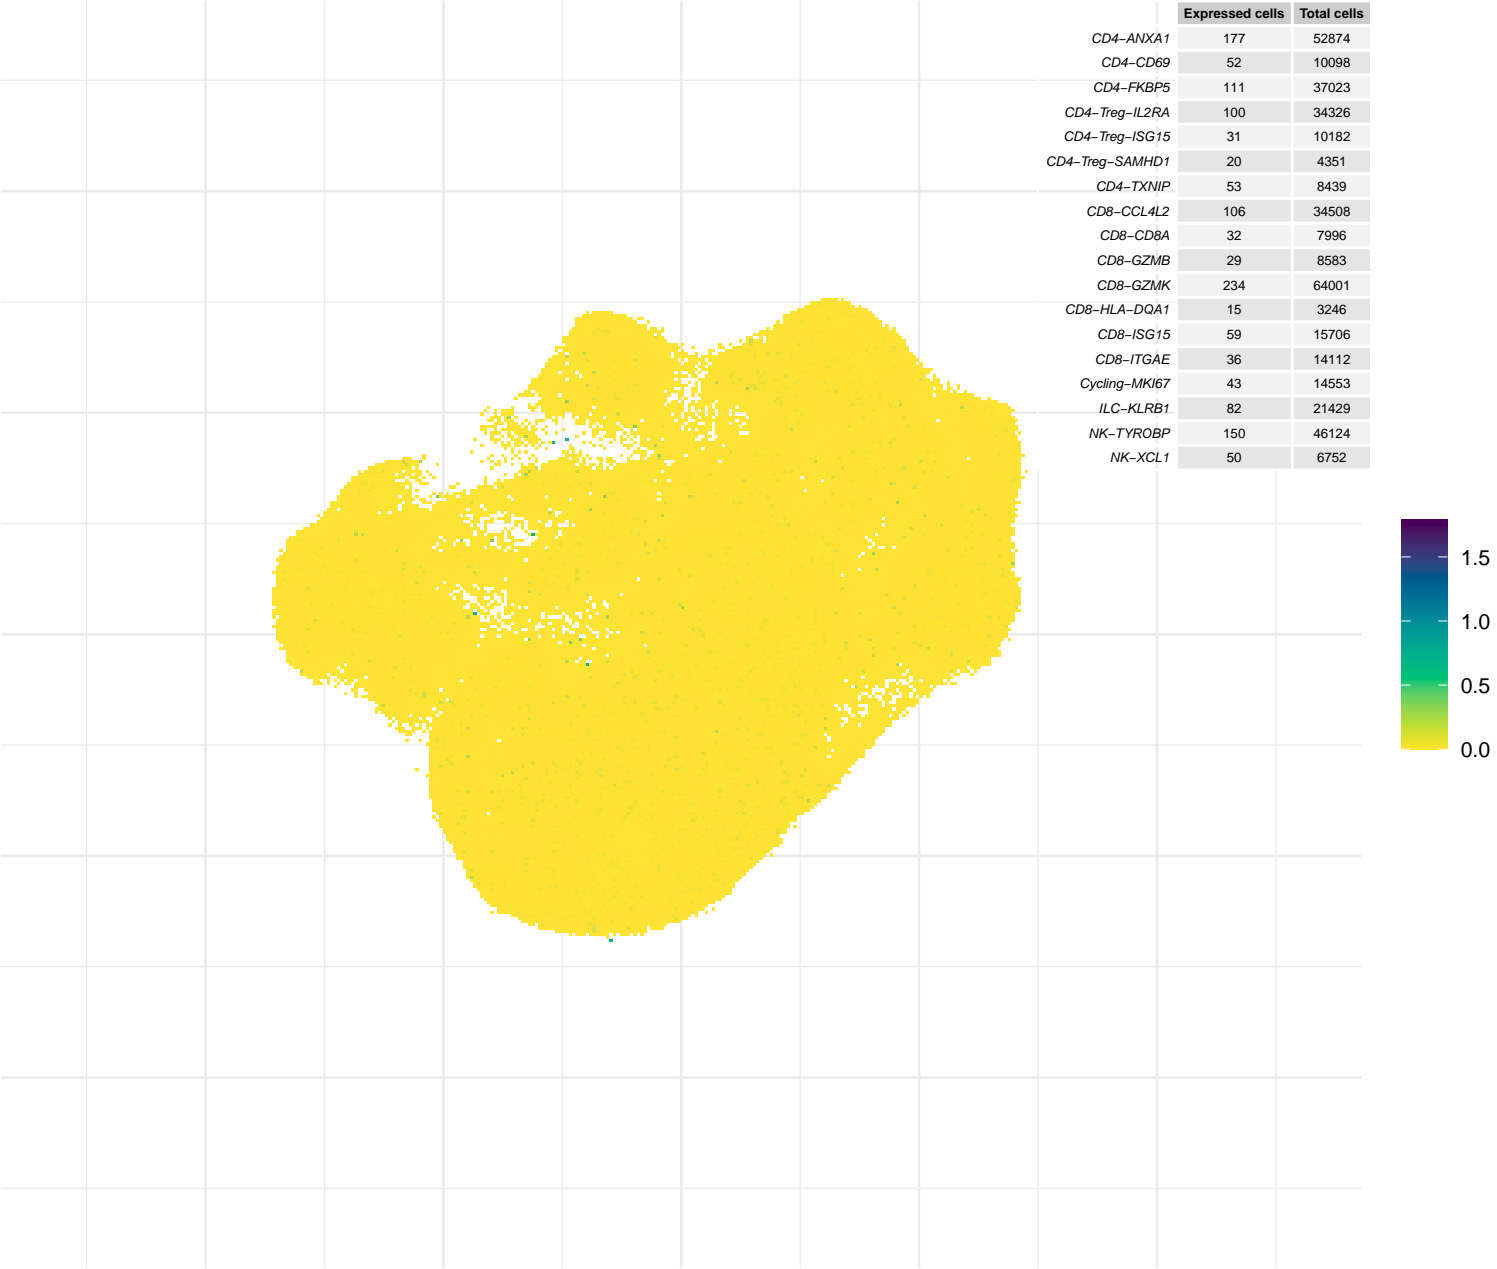 Expressed cells Total cells
CD4−ANXA1 177 52874
CD4−CD69 52 10098
CD4−FKBP5 111 37023
CD4−Treg−IL2RA 100 34326
CD4−Treg−ISG15 31 10182
CD4−Treg−SAMHD1 20 4351
CD4−TXNIP 53 8439
CD8−CCL4L2 106 34508
CD8−CD8A 32 7996
CD8−GZMB 29 8583
CD8−GZMK 234 64001
CD8−HLA−DQA1 15 3246
CD8−ISG15 59 15706
CD8−ITGAE 36 14112
Cycling−MKI67 43 14553
ILC−KLRB1 82 21429
NK−TYROBP 150 46124
NK−XCL1 50 6752
1.5
1.0
0.5
0.0